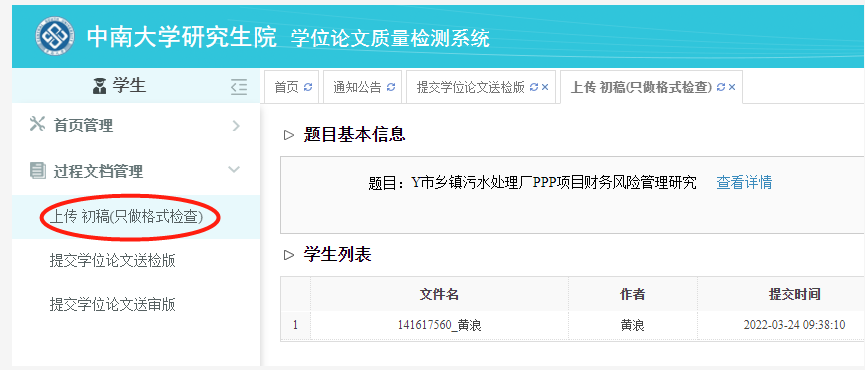 中南大学研究生院 学位论文质量检测系统
学生
首页 通知公告 提交学位论文送检版 上传 初稿(只做格式检查)
首页管理
过程文档管理
上传 初稿(只做格式检查)
提交学位论文送检版
提交学位论文送审版
题目基本信息
题目：Y市乡镇污水处理厂PPP项目财务风险管理研究 查看详情
学生列表
文件名 作者 提交时间
1 141617560_黄浪 黄浪 2022-03-24 09:38:10